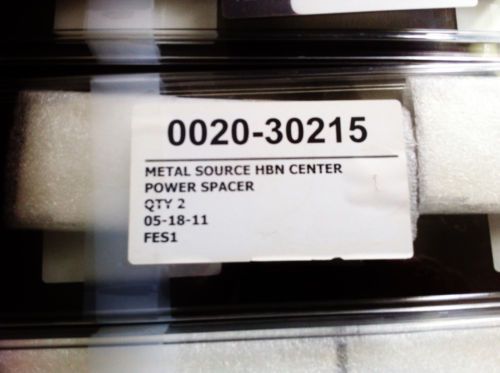 0020-30215
METAL SOURCE HBN CENTER
POWER SPACER
QTY 2
05-18-11
FES1